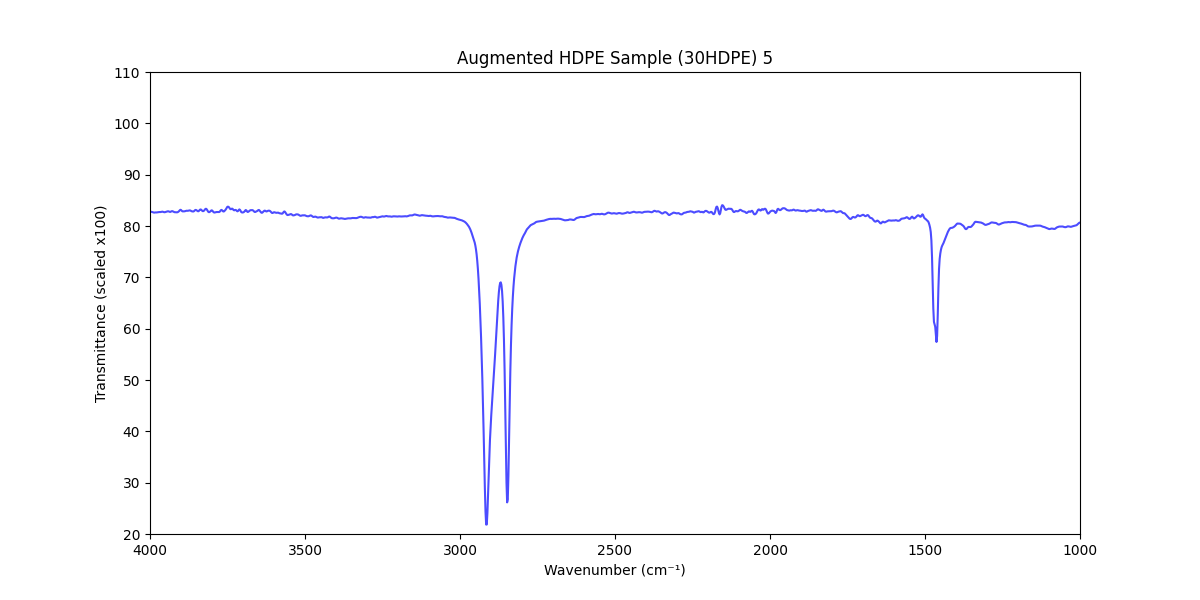 Augmented HDPE Sample (30HDPE) 5
110
100
90
80
70
60
50
40
30
20
Transmittance (scaled x100)
4000 3500 3000 2500 2000 1500 1000
Wavenumber (cm⁻¹)